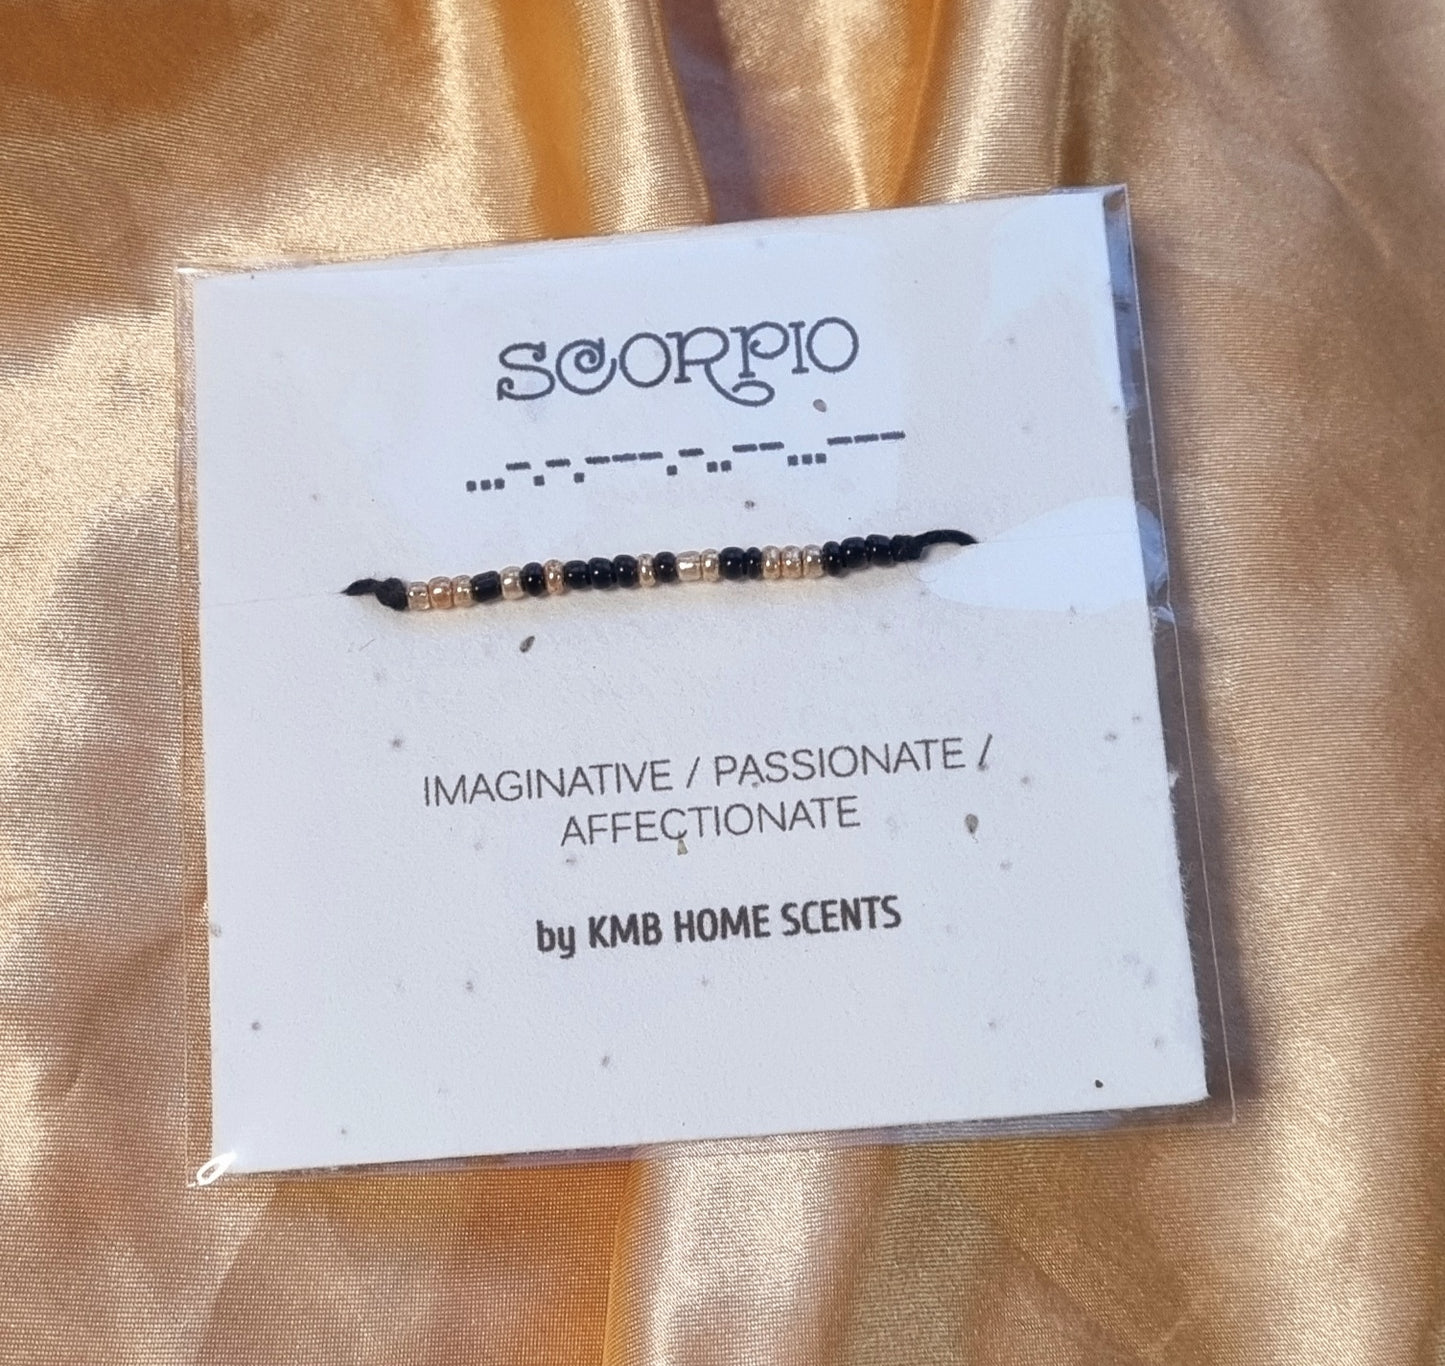 SCORPIO
...-.-.---.-..--...---
IMAGINATIVE / PASSIONATE /
AFFECTIONATE
by KMB HOME SCENTS